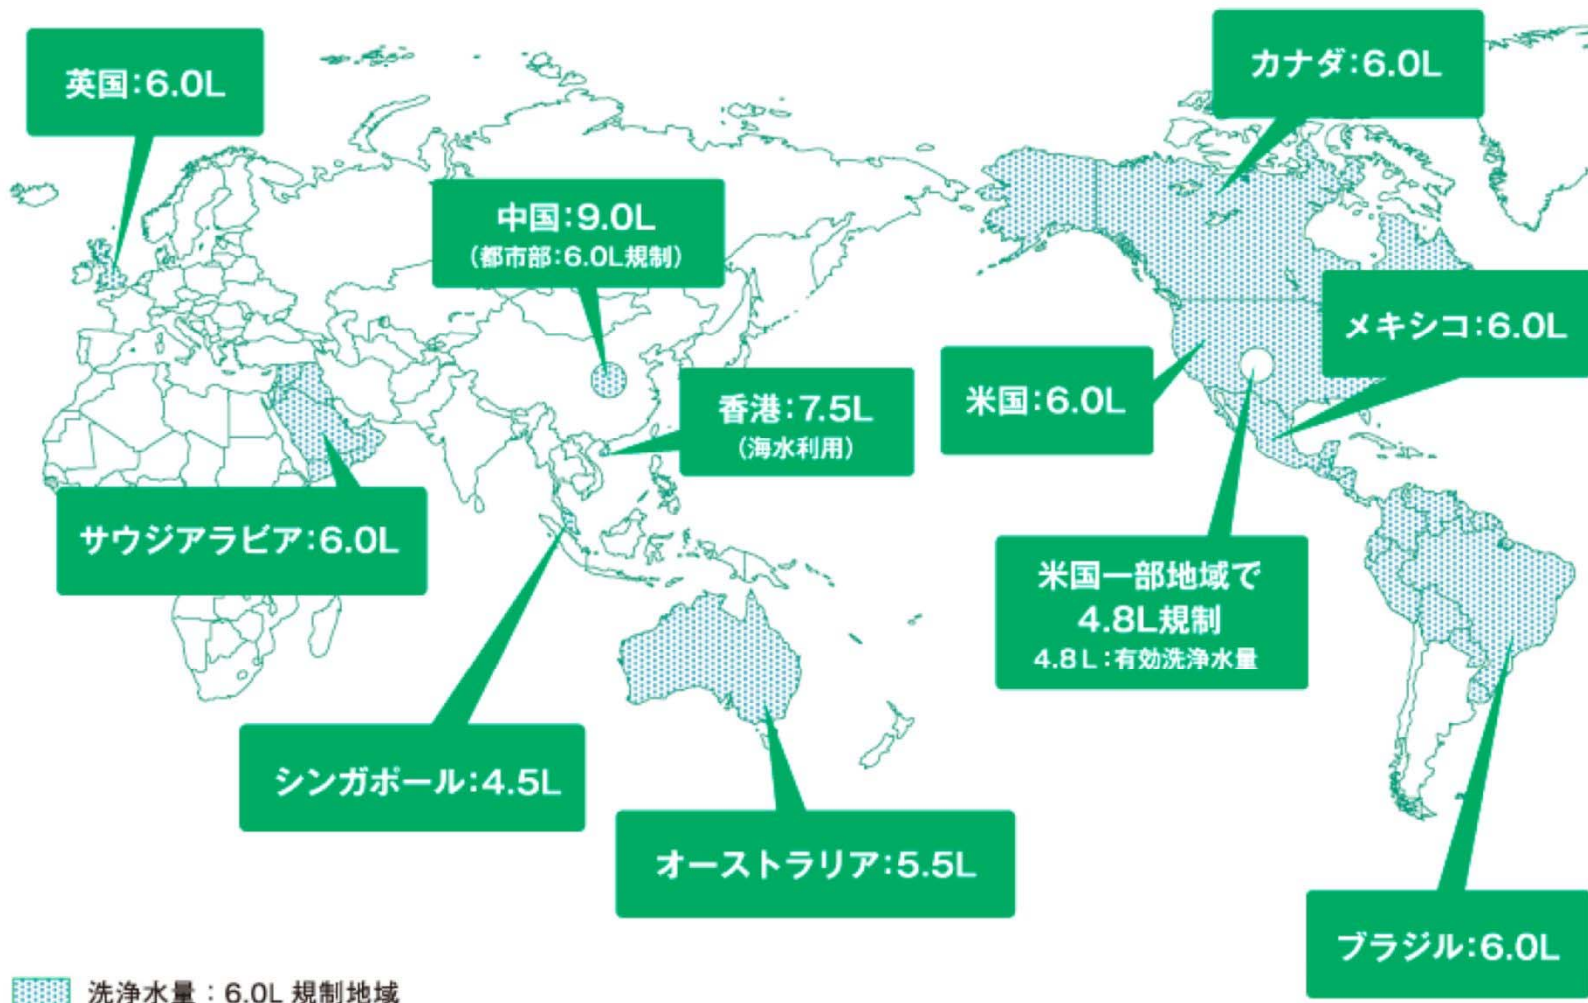 英国：6.0L
カナダ：6.0L
中国：9.0L
（都市部：6.0L規制）
メキシコ：6.0L
香港：7.5L
（海水利用）
米国：6.0L
サウジアラビア：6.0L
米国一部地域で
4.8L規制
4.8L：有効洗浄水量
シンガポール：4.5L
オーストラリア：5.5L
ブラジル：6.0L
洗浄水量：6.0L 規制地域